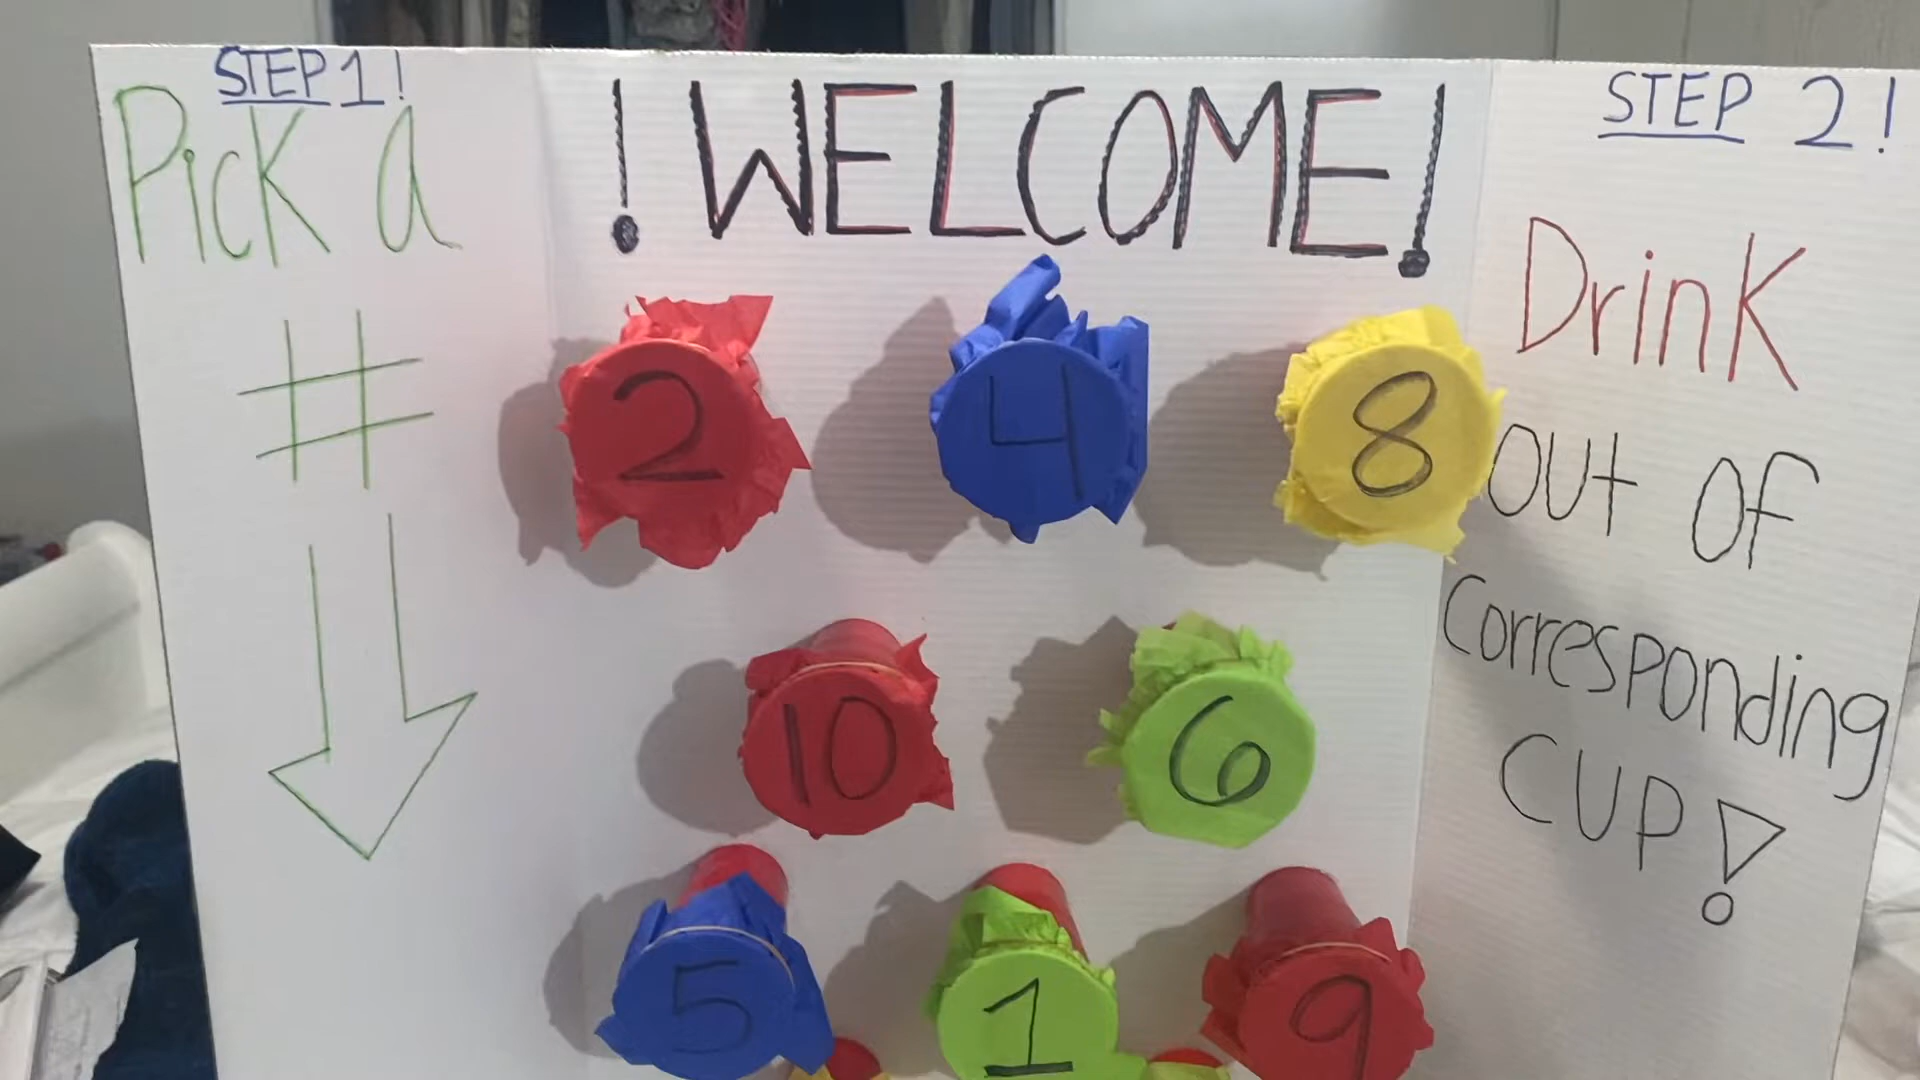 STEP 1!
Pick a
#
! WELCOME!
2 4 8
10 6
5 1 9
STEP 2!
Drink
out of
Corresponding
CUP!